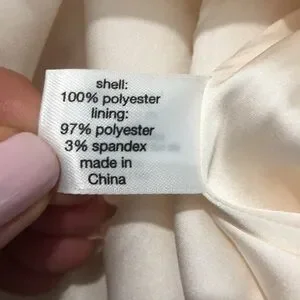 shell:
100% polyester
lining:
97% polyester
3% spandex
made in
China